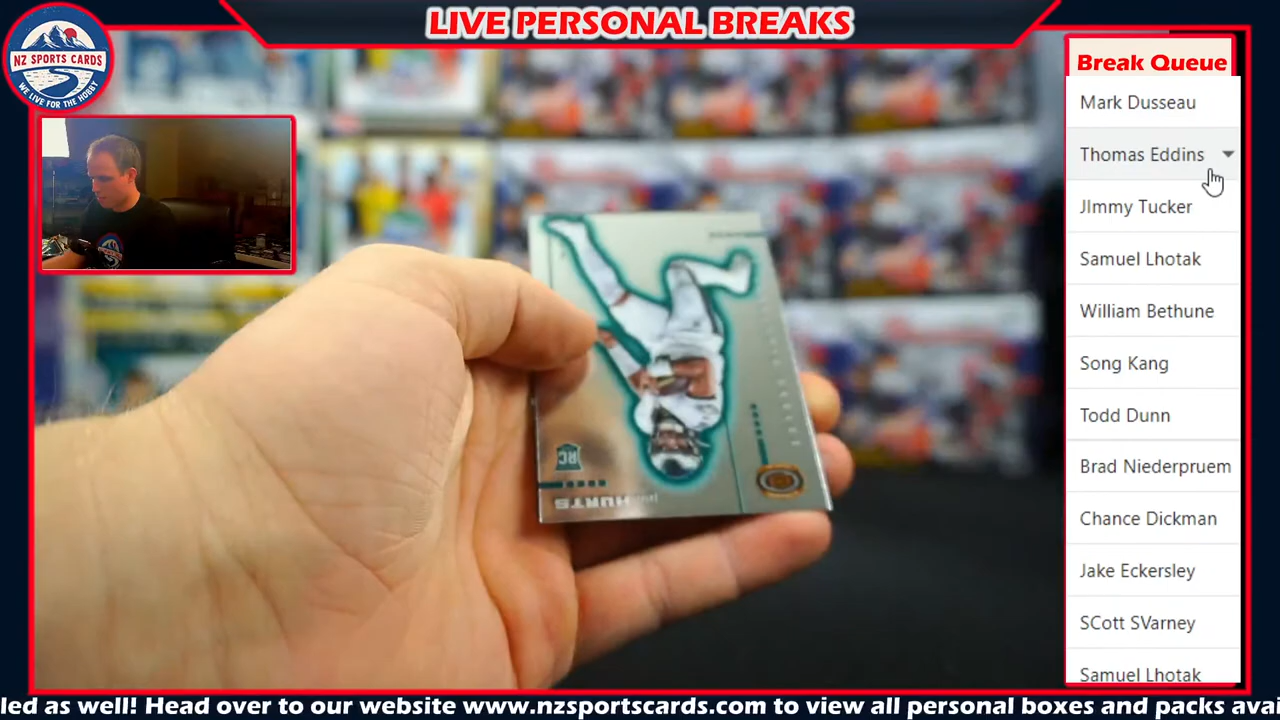 LIVE PERSONAL BREAKS
NZ SPORTS CARDS
WE LIVE FOR THE HOBBY
Break Queue
Mark Dusseau
Thomas Eddins
JImmy Tucker
Samuel Lhotak
William Bethune
Song Kang
Todd Dunn
Brad Niederpruem
Chance Dickman
Jake Eckersley
SCott SVarney
Samuel Lhotak
RC
HURTS
led as well! Head over to our website www.nzsportscards.com to view all personal boxes and packs avai